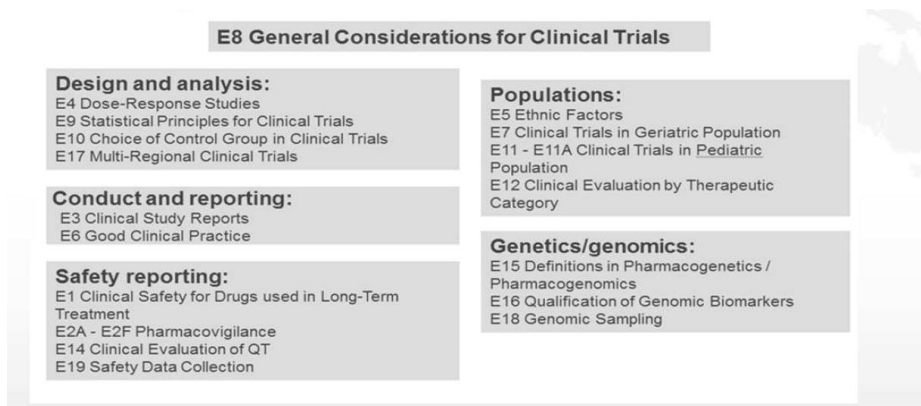 E8 General Considerations for Clinical Trials
Design and analysis:
E4 Dose-Response Studies
E9 Statistical Principles for Clinical Trials
E10 Choice of Control Group in Clinical Trials
E17 Multi-Regional Clinical Trials
Conduct and reporting:
E3 Clinical Study Reports
E6 Good Clinical Practice
Safety reporting:
E1 Clinical Safety for Drugs used in Long-Term
Treatment
E2A - E2F Pharmacovigilance
E14 Clinical Evaluation of QT
E19 Safety Data Collection
Populations:
E5 Ethnic Factors
E7 Clinical Trials in Geriatric Population
E11 - E11A Clinical Trials in Pediatric
Population
E12 Clinical Evaluation by Therapeutic
Category
Genetics/genomics:
E15 Definitions in Pharmacogenetics /
Pharmacogenomics
E16 Qualification of Genomic Biomarkers
E18 Genomic Sampling